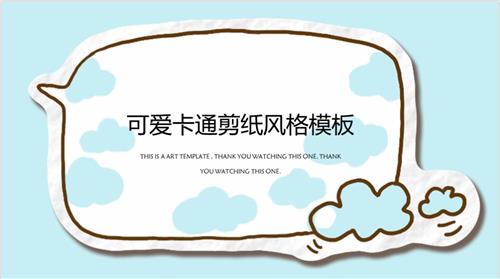 可爱卡通剪纸风格模板
THIS IS A ART TEMPLATE , THANK YOU WATCHING THIS ONE. THANK
YOU WATCHING THIS ONE.